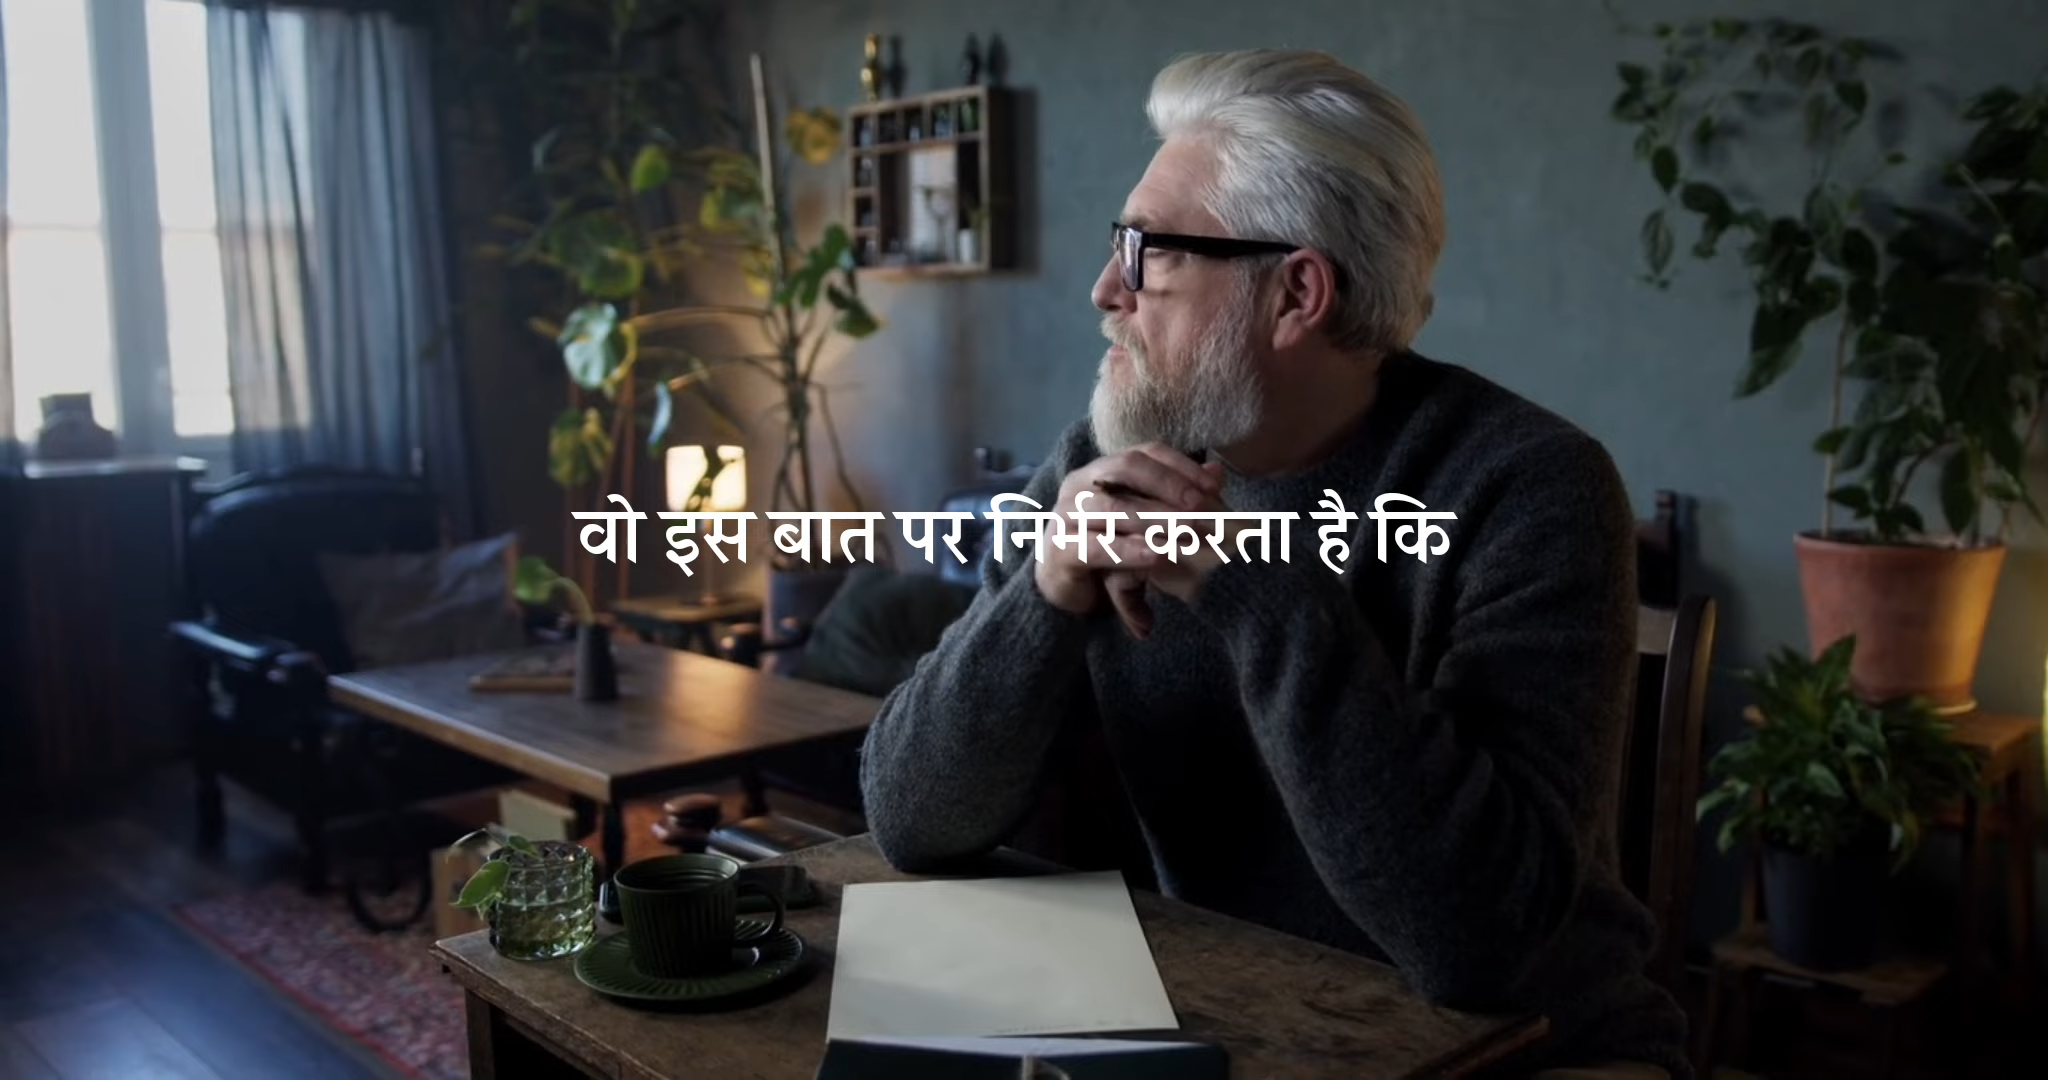 वो इस बात पर निर्भर करता है कि